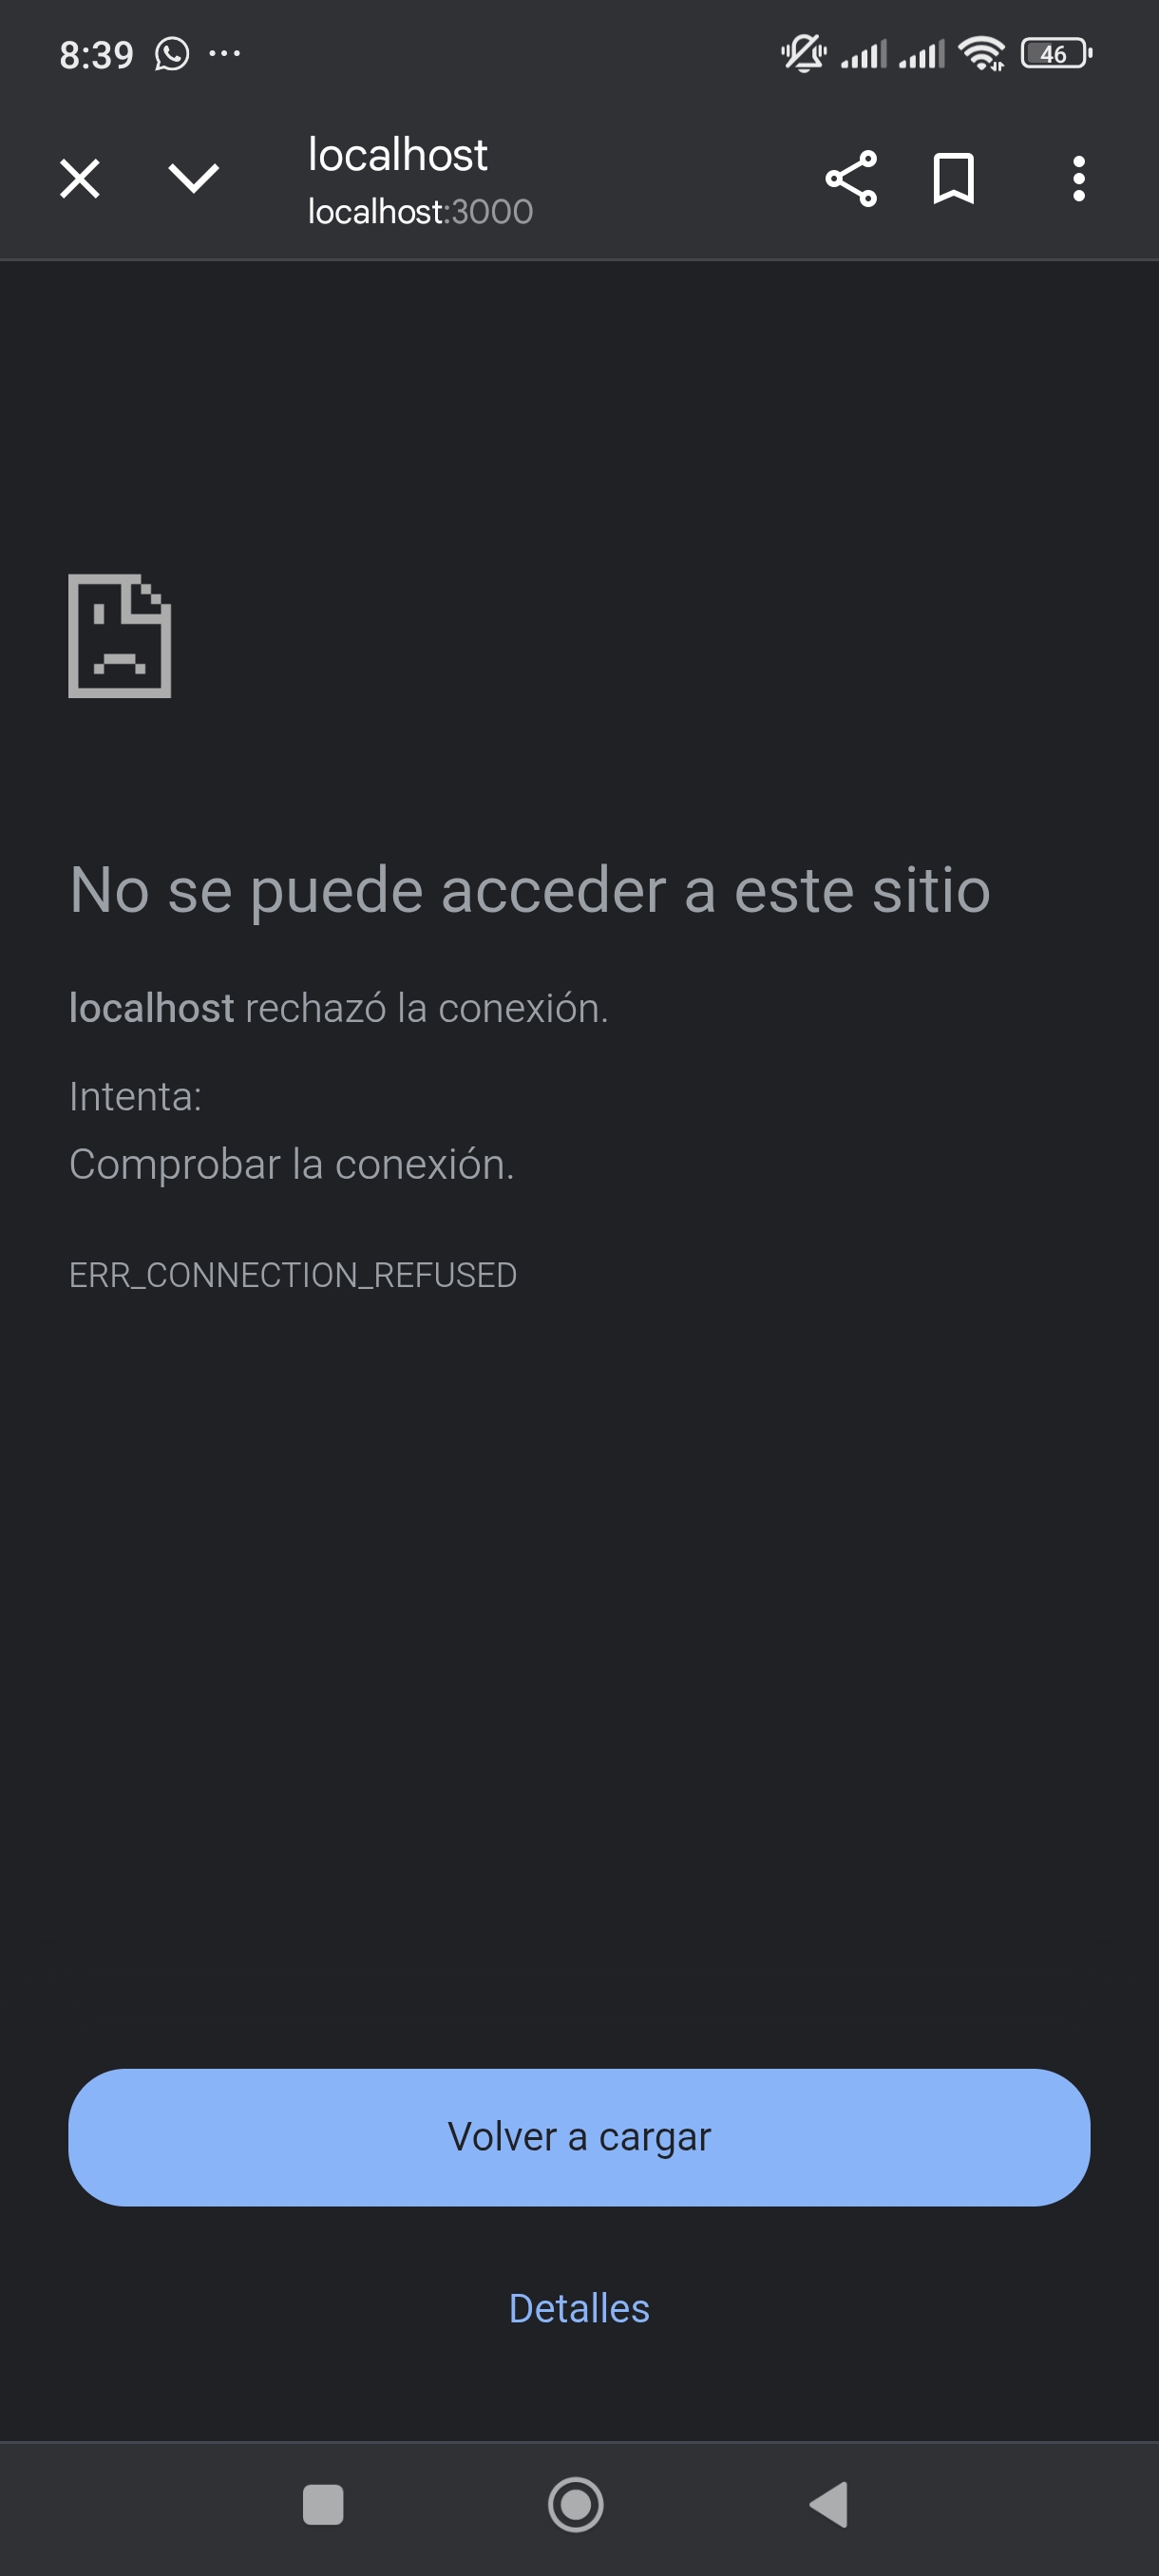 8:39
46
localhost
localhost:3000
No se puede acceder a este sitio
localhost rechazó la conexión.
Intenta:
Comprobar la conexión.
ERR_CONNECTION_REFUSED
Volver a cargar
Detalles